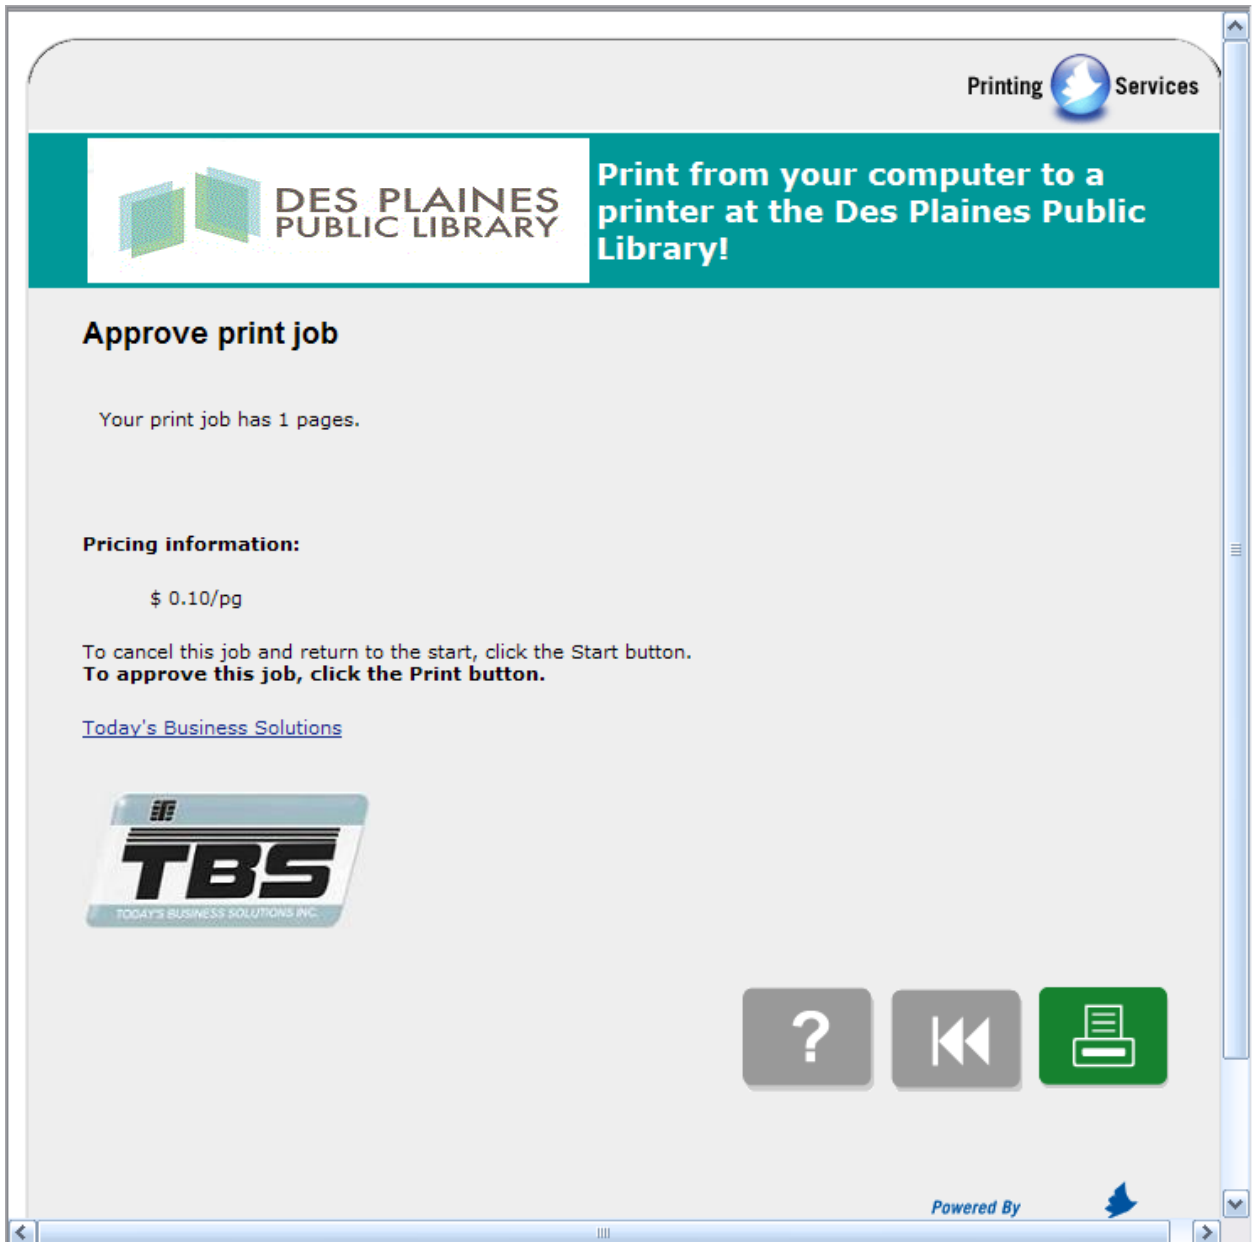 Printing Services
DES PLAINES
PUBLIC LIBRARY
Print from your computer to a
printer at the Des Plaines Public
Library!
Approve print job
Your print job has 1 pages.
Pricing information:
$ 0.10/pg
To cancel this job and return to the start, click the Start button.
To approve this job, click the Print button.
Today's Business Solutions
TBS
TODAY'S BUSINESS SOLUTIONS INC.
?
Powered By